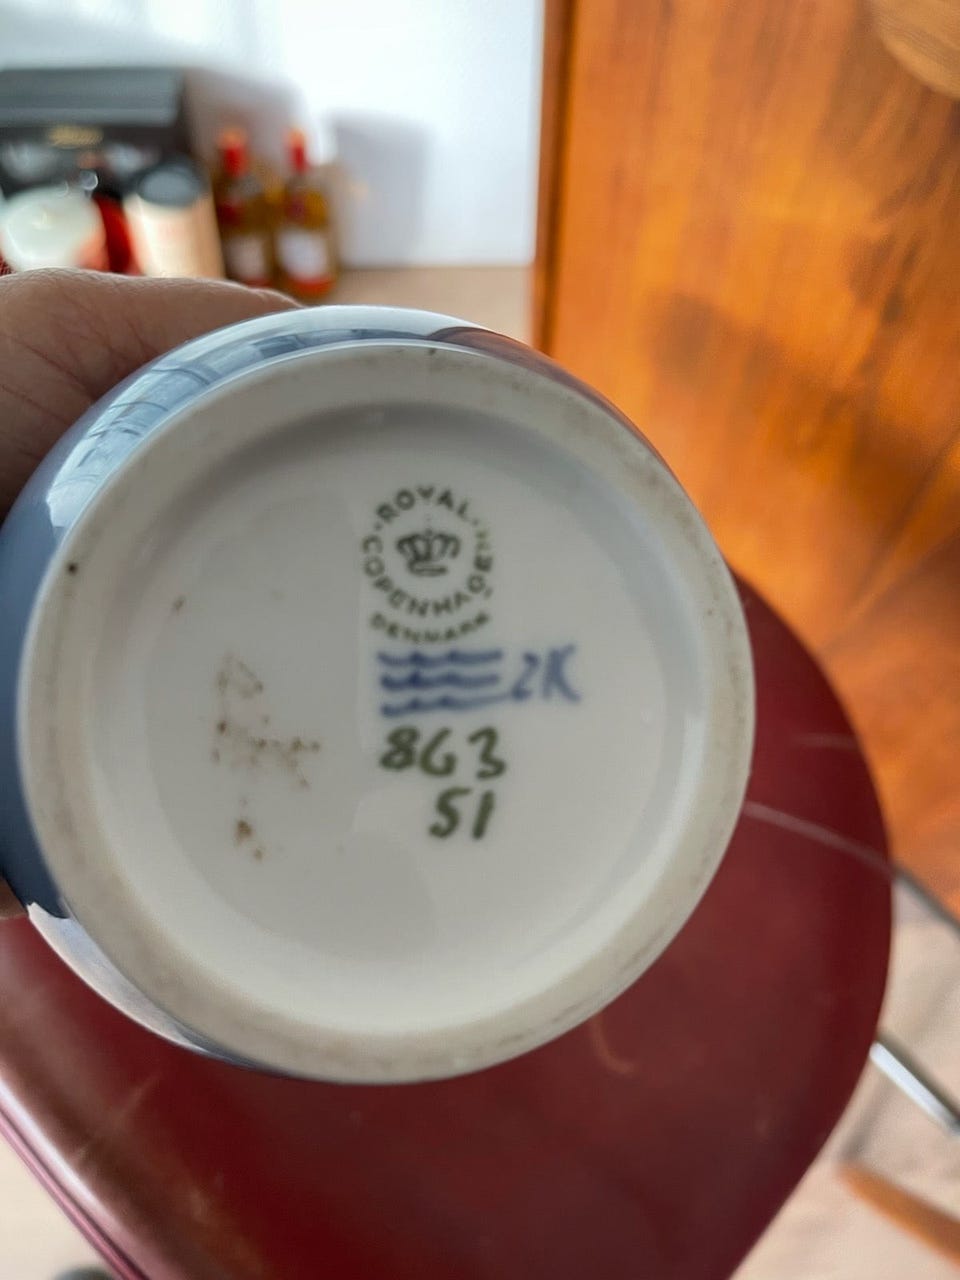 ROYAL COPENHAGEN
DENMARK
2K
863
51